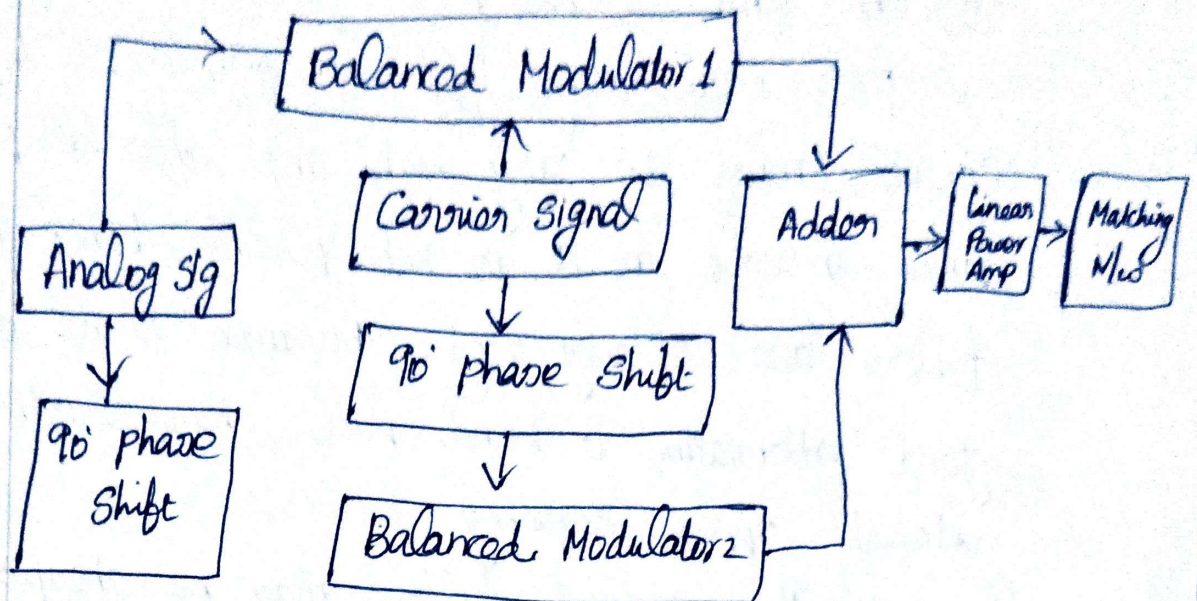 Balanced Modulator 1
Carrier Signal
Adder
Linear
Power
Amp
Matching
N/w
Analog Sig
90° phase Shift
90° phase
Shift
Balanced Modulator 2